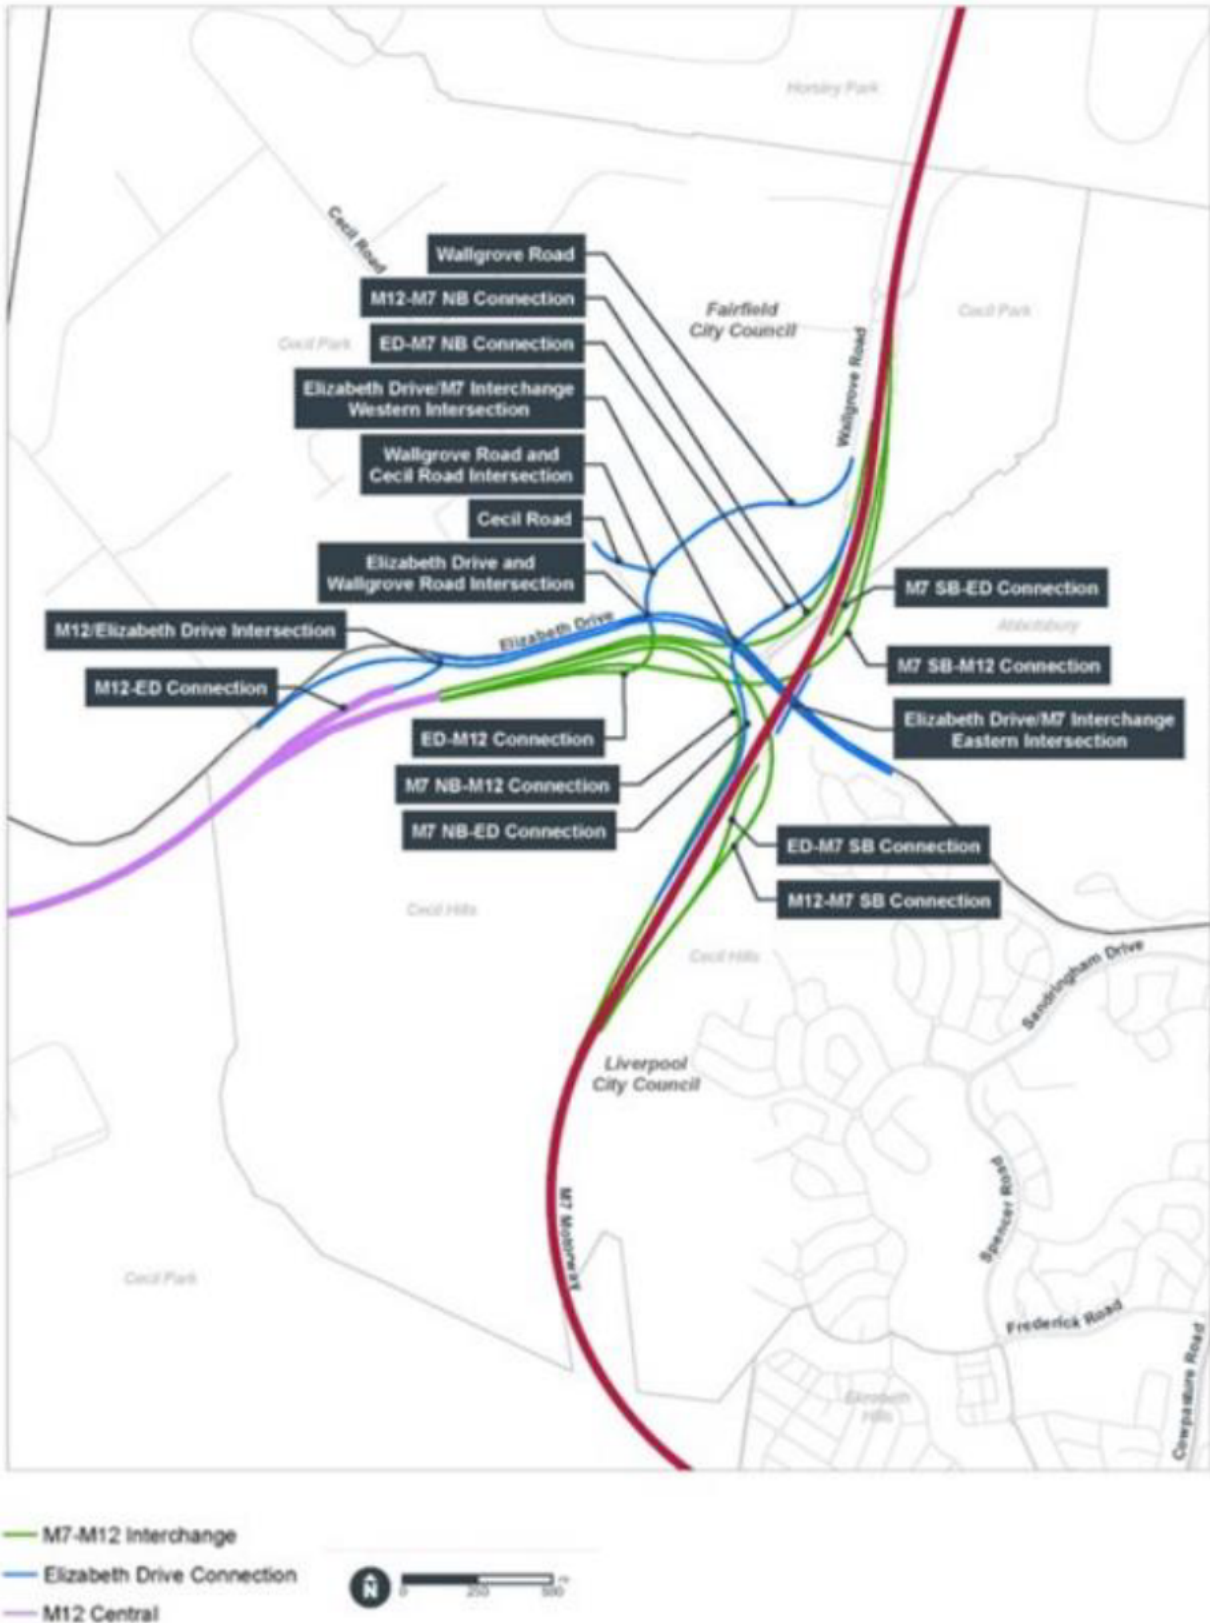 Horsley Park
Cecil Road
Wallgrove Road
M12-M7 NB Connection
Fairfield
City Council
Cecil Park
Cecil Park
ED-M7 NB Connection
Wallgrove Road
Elizabeth Drive/M7 Interchange
Western Intersection
Wallgrove Road and
Cecil Road Intersection
Cecil Road
Elizabeth Drive and
Wallgrove Road Intersection
M7 SB-ED Connection
Abbotsbury
M12/Elizabeth Drive Intersection
Elizabeth Drive
M7 SB-M12 Connection
M12-ED Connection
Elizabeth Drive/M7 Interchange
Eastern Intersection
ED-M12 Connection
M7 NB-M12 Connection
M7 NB-ED Connection
ED-M7 SB Connection
M12-M7 SB Connection
Cecil Hills
Cecil Hills
Sandringham Drive
Liverpool
City Council
Spencer Road
M7 Motorway
Cecil Park
Frederick Road
Cowpasture Road
Elizabeth
Hills
M7-M12 Interchange
Elizabeth Drive Connection
M12 Central
N
0 250 500